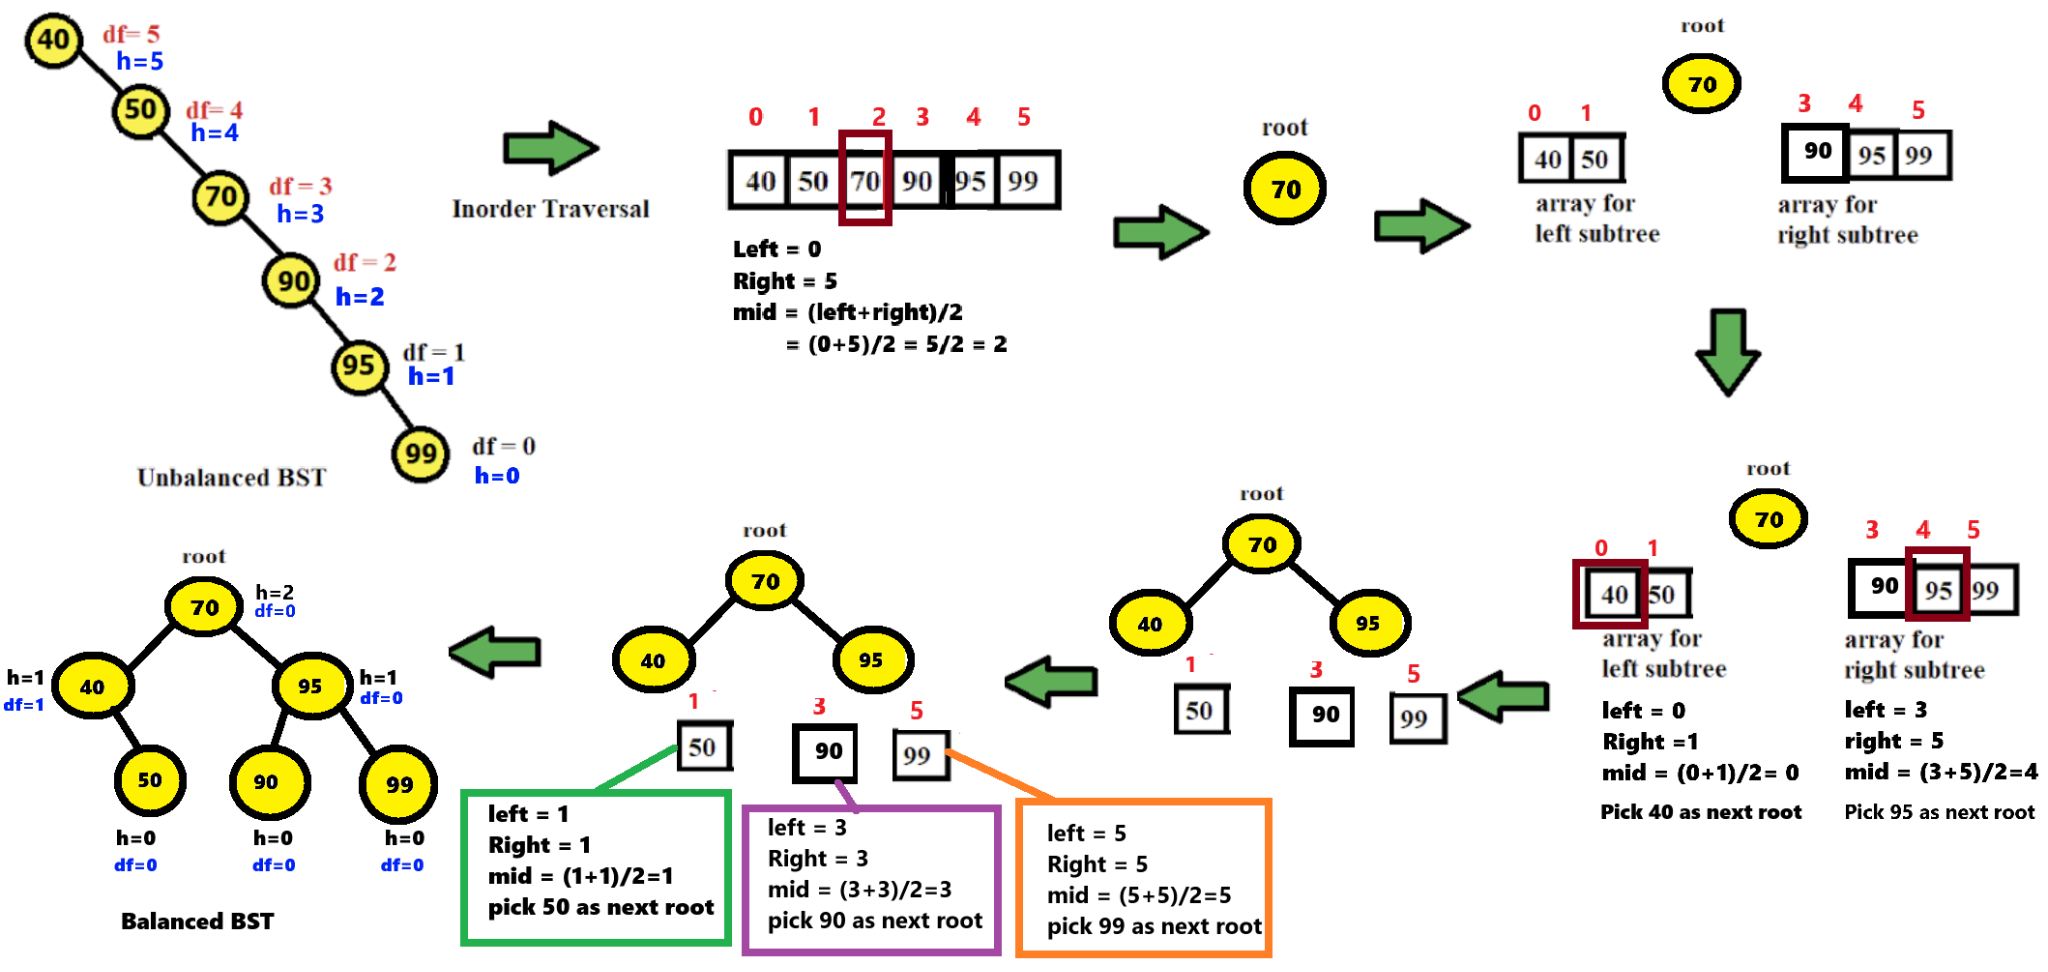 40
df= 5
h=5
50
df= 4
h=4
70
df = 3
h=3
90
df = 2
h=2
95
df = 1
h=1
99
df = 0
h=0
Unbalanced BST
Inorder Traversal
0 1 2 3 4 5
40 50 70 90 95 99
Left = 0
Right = 5
mid = (left+right)/2
= (0+5)/2 = 5/2 = 2
root
70
root
70
0 1
40 50
array for
left subtree
3 4 5
90 95 99
array for
right subtree
root
70
0 1
40 50
array for
left subtree
left = 0
Right =1
mid = (0+1)/2= 0
Pick 40 as next root
3 4 5
90 95 99
array for
right subtree
left = 3
right = 5
mid = (3+5)/2=4
Pick 95 as next root
root
70
40 95
1 3 5
50 90 99
root
70
40 95
1 3 5
50 90 99
left = 1
Right = 1
mid = (1+1)/2=1
pick 50 as next root
left = 3
Right = 3
mid = (3+3)/2=3
pick 90 as next root
left = 5
Right = 5
mid = (5+5)/2=5
pick 99 as next root
root
70
h=2
df=0
h=1
df=1
40
95
h=1
df=0
50 90 99
h=0 h=0 h=0
df=0 df=0 df=0
Balanced BST